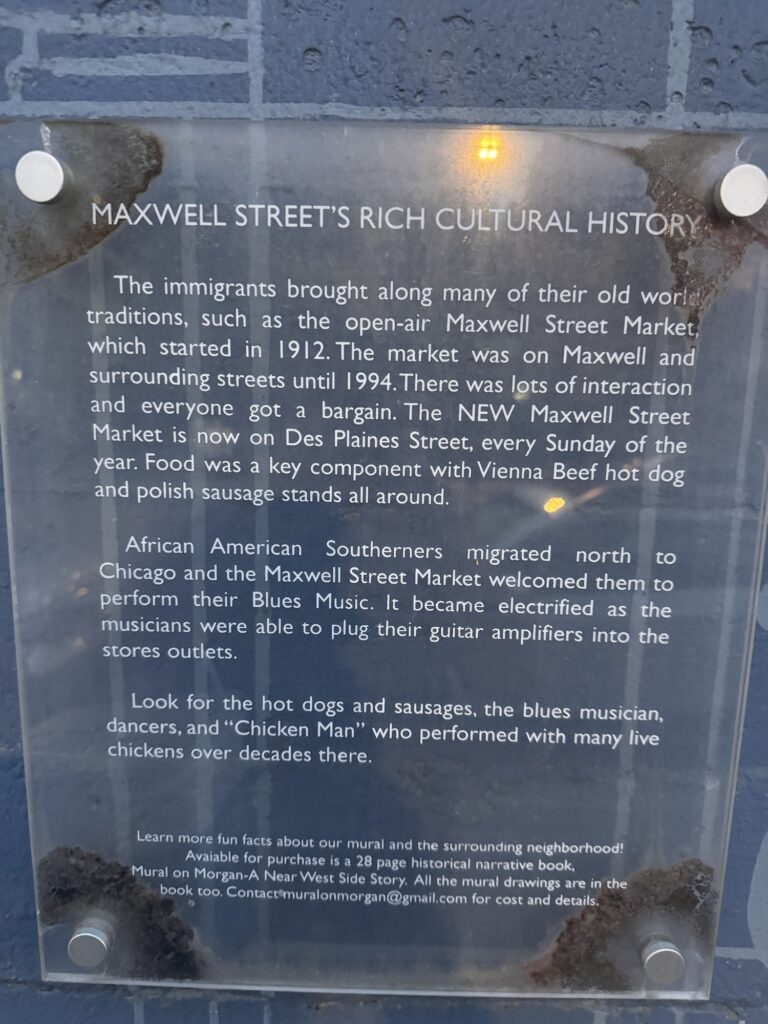 MAXWELL STREET'S RICH CULTURAL HISTORY
The immigrants brought along many of their old world
traditions, such as the open-air Maxwell Street Market,
which started in 1912. The market was on Maxwell and
surrounding streets until 1994. There was lots of interaction
and everyone got a bargain. The NEW Maxwell Street
Market is now on Des Plaines Street, every Sunday of the
year. Food was a key component with Vienna Beef hot dog
and polish sausage stands all around.
African American Southerners migrated north to
Chicago and the Maxwell Street Market welcomed them to
perform their Blues Music. It became electrified as the
musicians were able to plug their guitar amplifiers into the
stores outlets.
Look for the hot dogs and sausages, the blues musician,
dancers, and "Chicken Man" who performed with many live
chickens over decades there.
Learn more fun facts about our mural and the surrounding neighborhood!
Avaiable for purchase is a 28 page historical narrative book,
Mural on Morgan-A Near West Side Story. All the mural drawings are in the
book too. Contact muralonmorgan@gmail.com for cost and details.